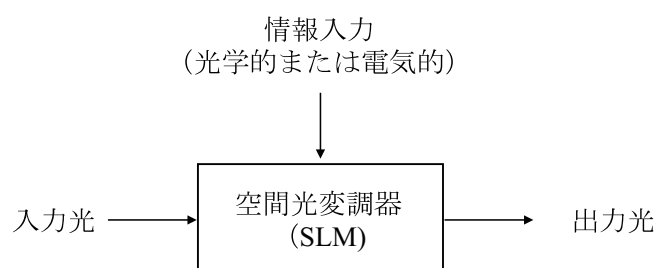 情報入力
（光学的または電気的）
入力光
空間光変調器
（SLM)
出力光